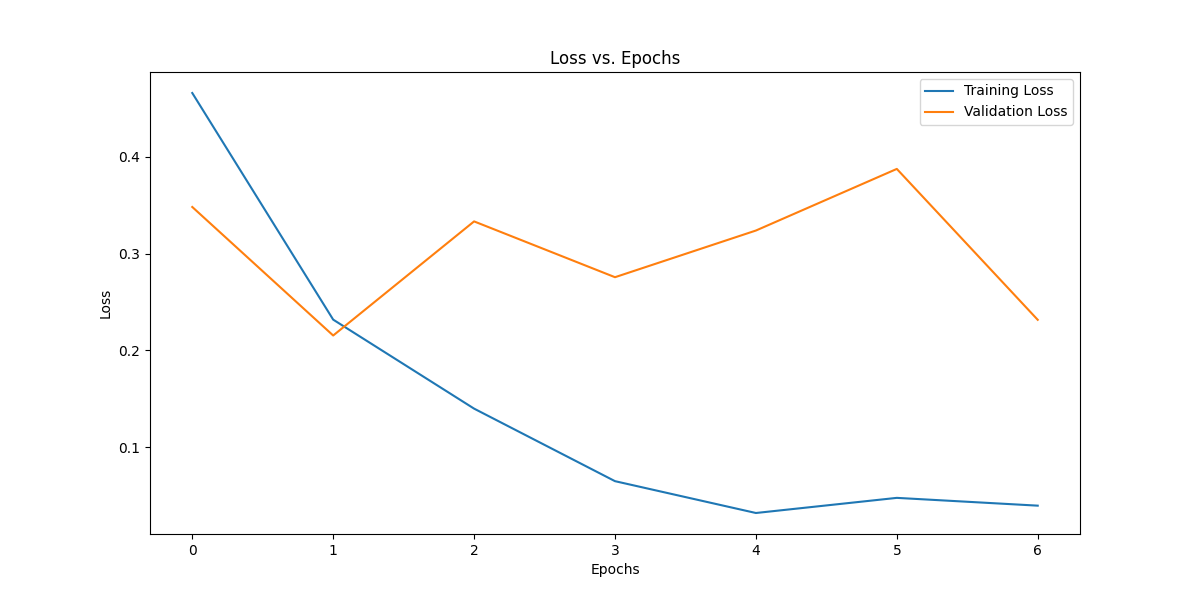 Loss vs. Epochs
Training Loss
Validation Loss
Loss
0.4
0.3
0.2
0.1
0 1 2 3 4 5 6
Epochs